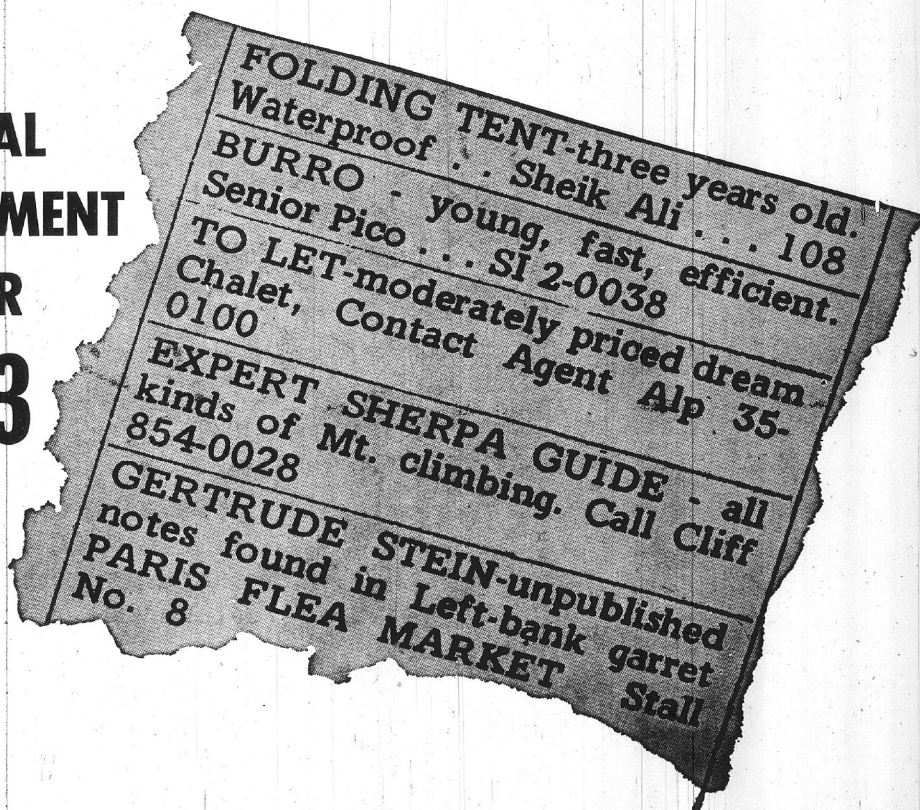 AL
MENT
R
3
FOLDING TENT-three years old.
Waterproof . . Sheik Ali . . . 108
BURRO - young, fast, efficient.
Senior Pico . . . SI 2-0038
TO LET-moderately priced dream
Chalet, Contact Agent Alp 35-
0100
EXPERT SHERPA GUIDE - all
kinds of Mt. climbing. Call Cliff
854-0028
GERTRUDE STEIN-unpublished
notes found in Left-bank garret
PARIS FLEA MARKET Stall
No. 8